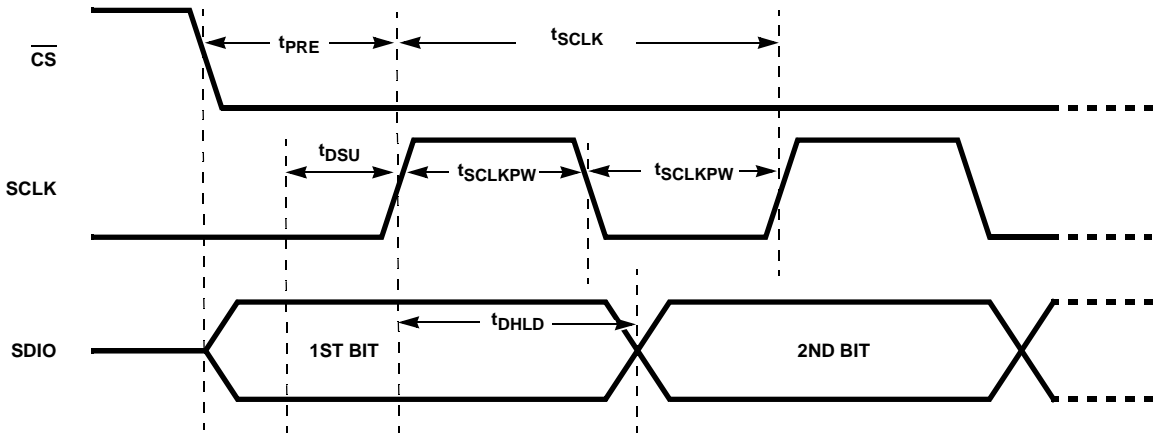 CS
tPRE
tSCLK
SCLK
tDSU
tSCLKPW
tSCLKPW
SDIO
1ST BIT
tDHLD
2ND BIT